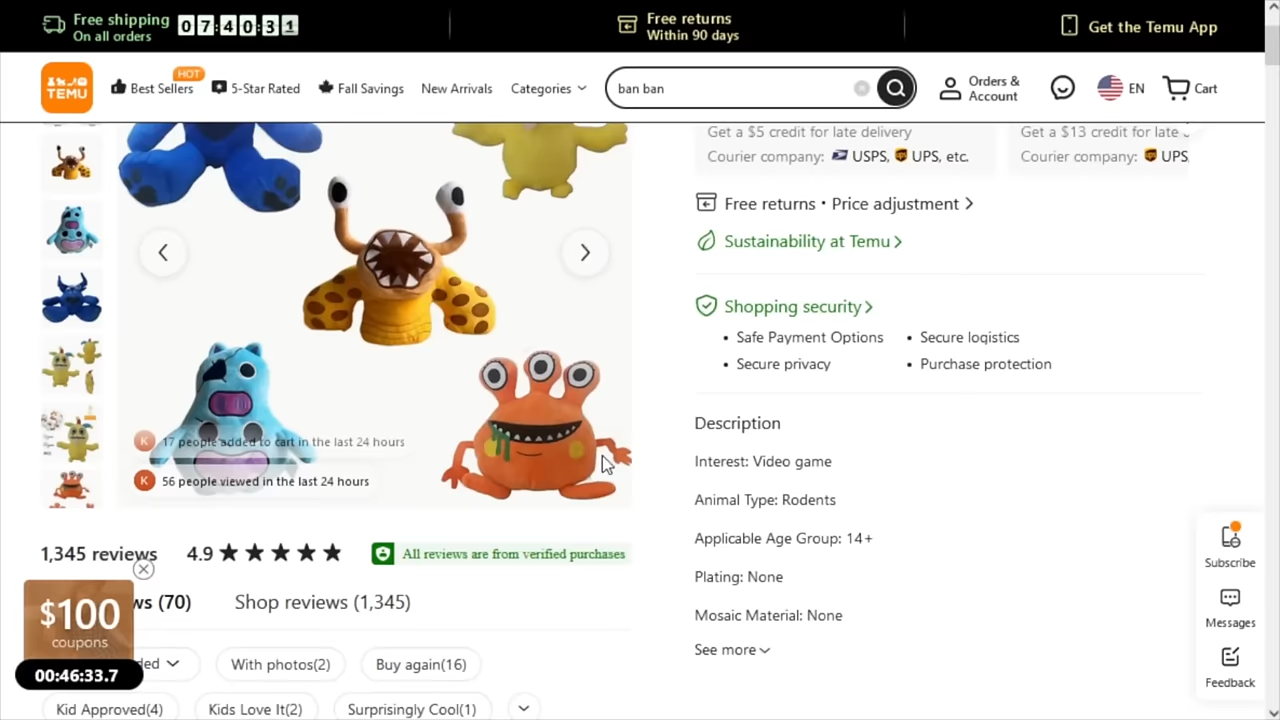 Free shipping
On all orders
07:40:31
Free returns
Within 90 days
Get the Temu App
TEMU
HOT
Best Sellers
5-Star Rated
Fall Savings
New Arrivals
Categories
ban ban
Orders &
Account
EN
Cart
Get a $5 credit for late delivery
Courier company: USPS, UPS, etc.
Get a $13 credit for late
Courier company: UPS
Free returns • Price adjustment >
Sustainability at Temu >
Shopping security >
• Safe Payment Options
• Secure logistics
• Secure privacy
• Purchase protection
Description
Interest: Video game
Animal Type: Rodents
Applicable Age Group: 14+
Plating: None
Mosaic Material: None
See more
K 17 people added to cart in the last 24 hours
K 56 people viewed in the last 24 hours
1,345 reviews
4.9 ★★★★★
All reviews are from verified purchases
ws (70)
Shop reviews (1,345)
$100
coupons
00:46:33.7
ded
With photos(2)
Buy again(16)
Kid Approved(4)
Kids Love It(2)
Surprisingly Cool(1)
Subscribe
Messages
Feedback